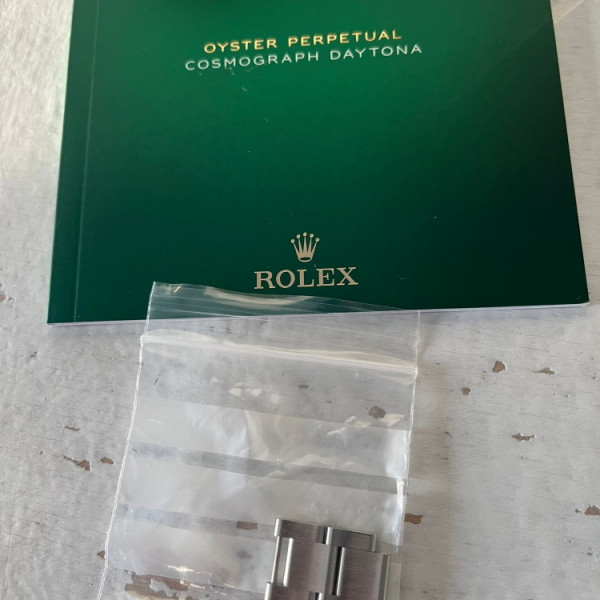 OYSTER PERPETUAL
COSMOGRAPH DAYTONA
ROLEX